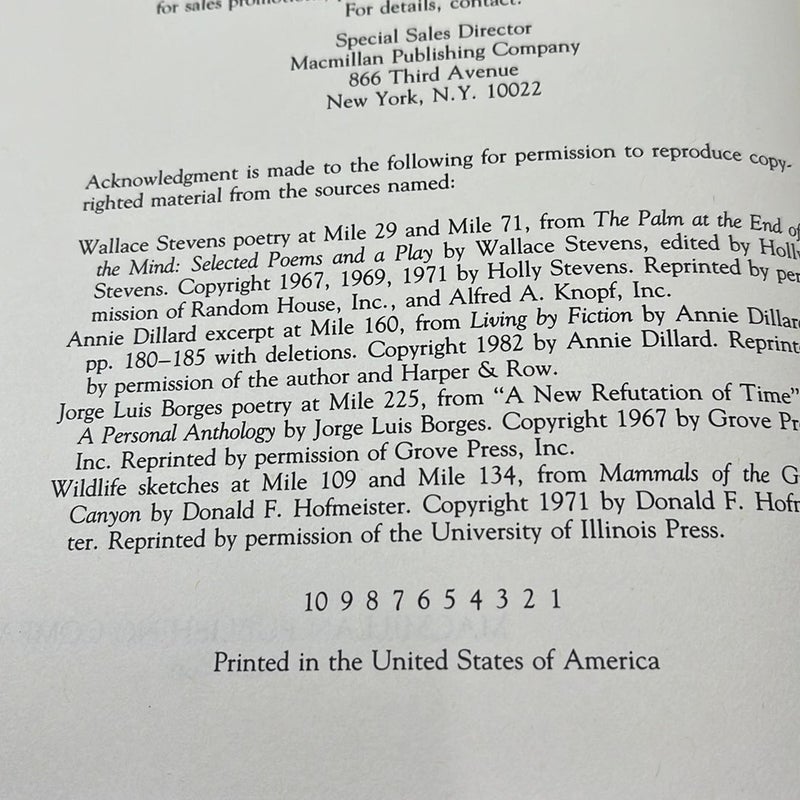 for sales
For details, contact:
Special Sales Director
Macmillan Publishing Company
866 Third Avenue
New York, N.Y. 10022
Acknowledgment is made to the following for permission to reproduce copy-
righted material from the sources named:
Wallace Stevens poetry at Mile 29 and Mile 71, from The Palm at the End of
the Mind: Selected Poems and a Play by Wallace Stevens, edited by Holly
Stevens. Copyright 1967, 1969, 1971 by Holly Stevens. Reprinted by per
mission of Random House, Inc., and Alfred A. Knopf, Inc.
Annie Dillard excerpt at Mile 160, from Living by Fiction by Annie Dillard
pp. 180–185 with deletions. Copyright 1982 by Annie Dillard. Reprint
by permission of the author and Harper & Row.
Jorge Luis Borges poetry at Mile 225, from “A New Refutation of Time”
A Personal Anthology by Jorge Luis Borges. Copyright 1967 by Grove Pr
Inc. Reprinted by permission of Grove Press, Inc.
Wildlife sketches at Mile 109 and Mile 134, from Mammals of the G
Canyon by Donald F. Hofmeister. Copyright 1971 by Donald F. Hofm
ter. Reprinted by permission of the University of Illinois Press.
10 9 8 7 6 5 4 3 2 1
Printed in the United States of America